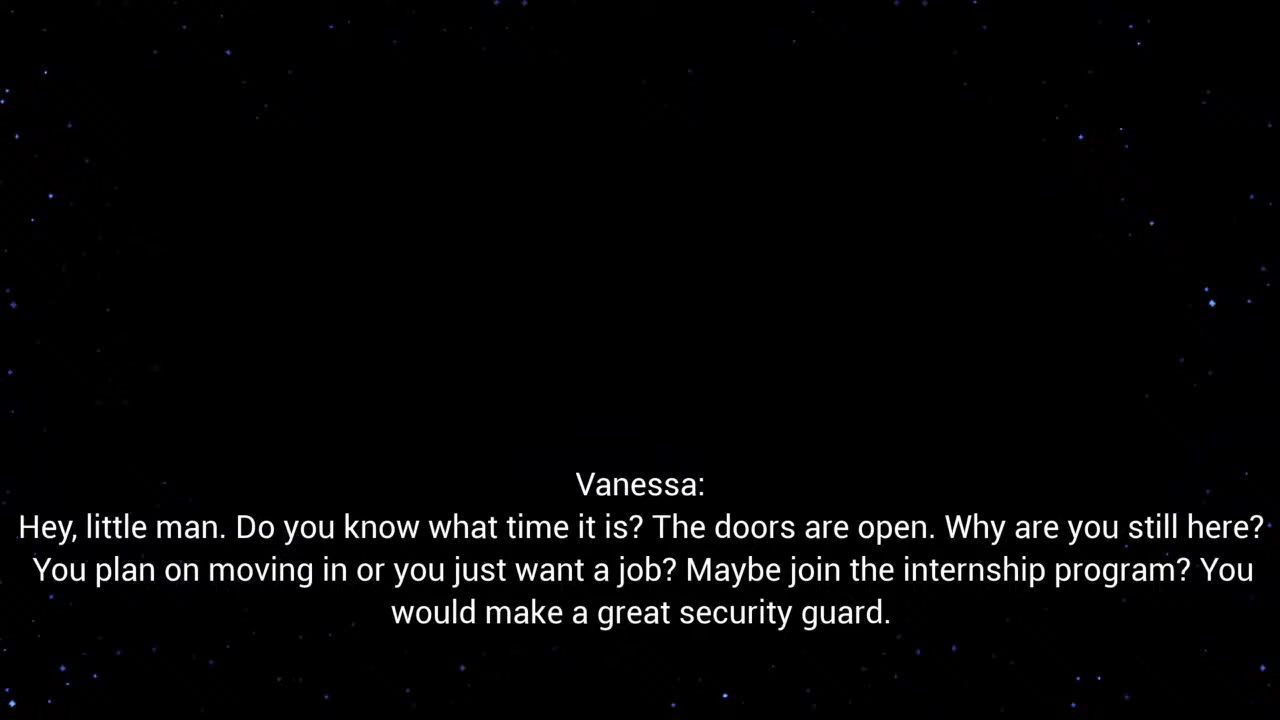 Vanessa:
Hey, little man. Do you know what time it is? The doors are open. Why are you still here?
You plan on moving in or you just want a job? Maybe join the internship program? You
would make a great security guard.